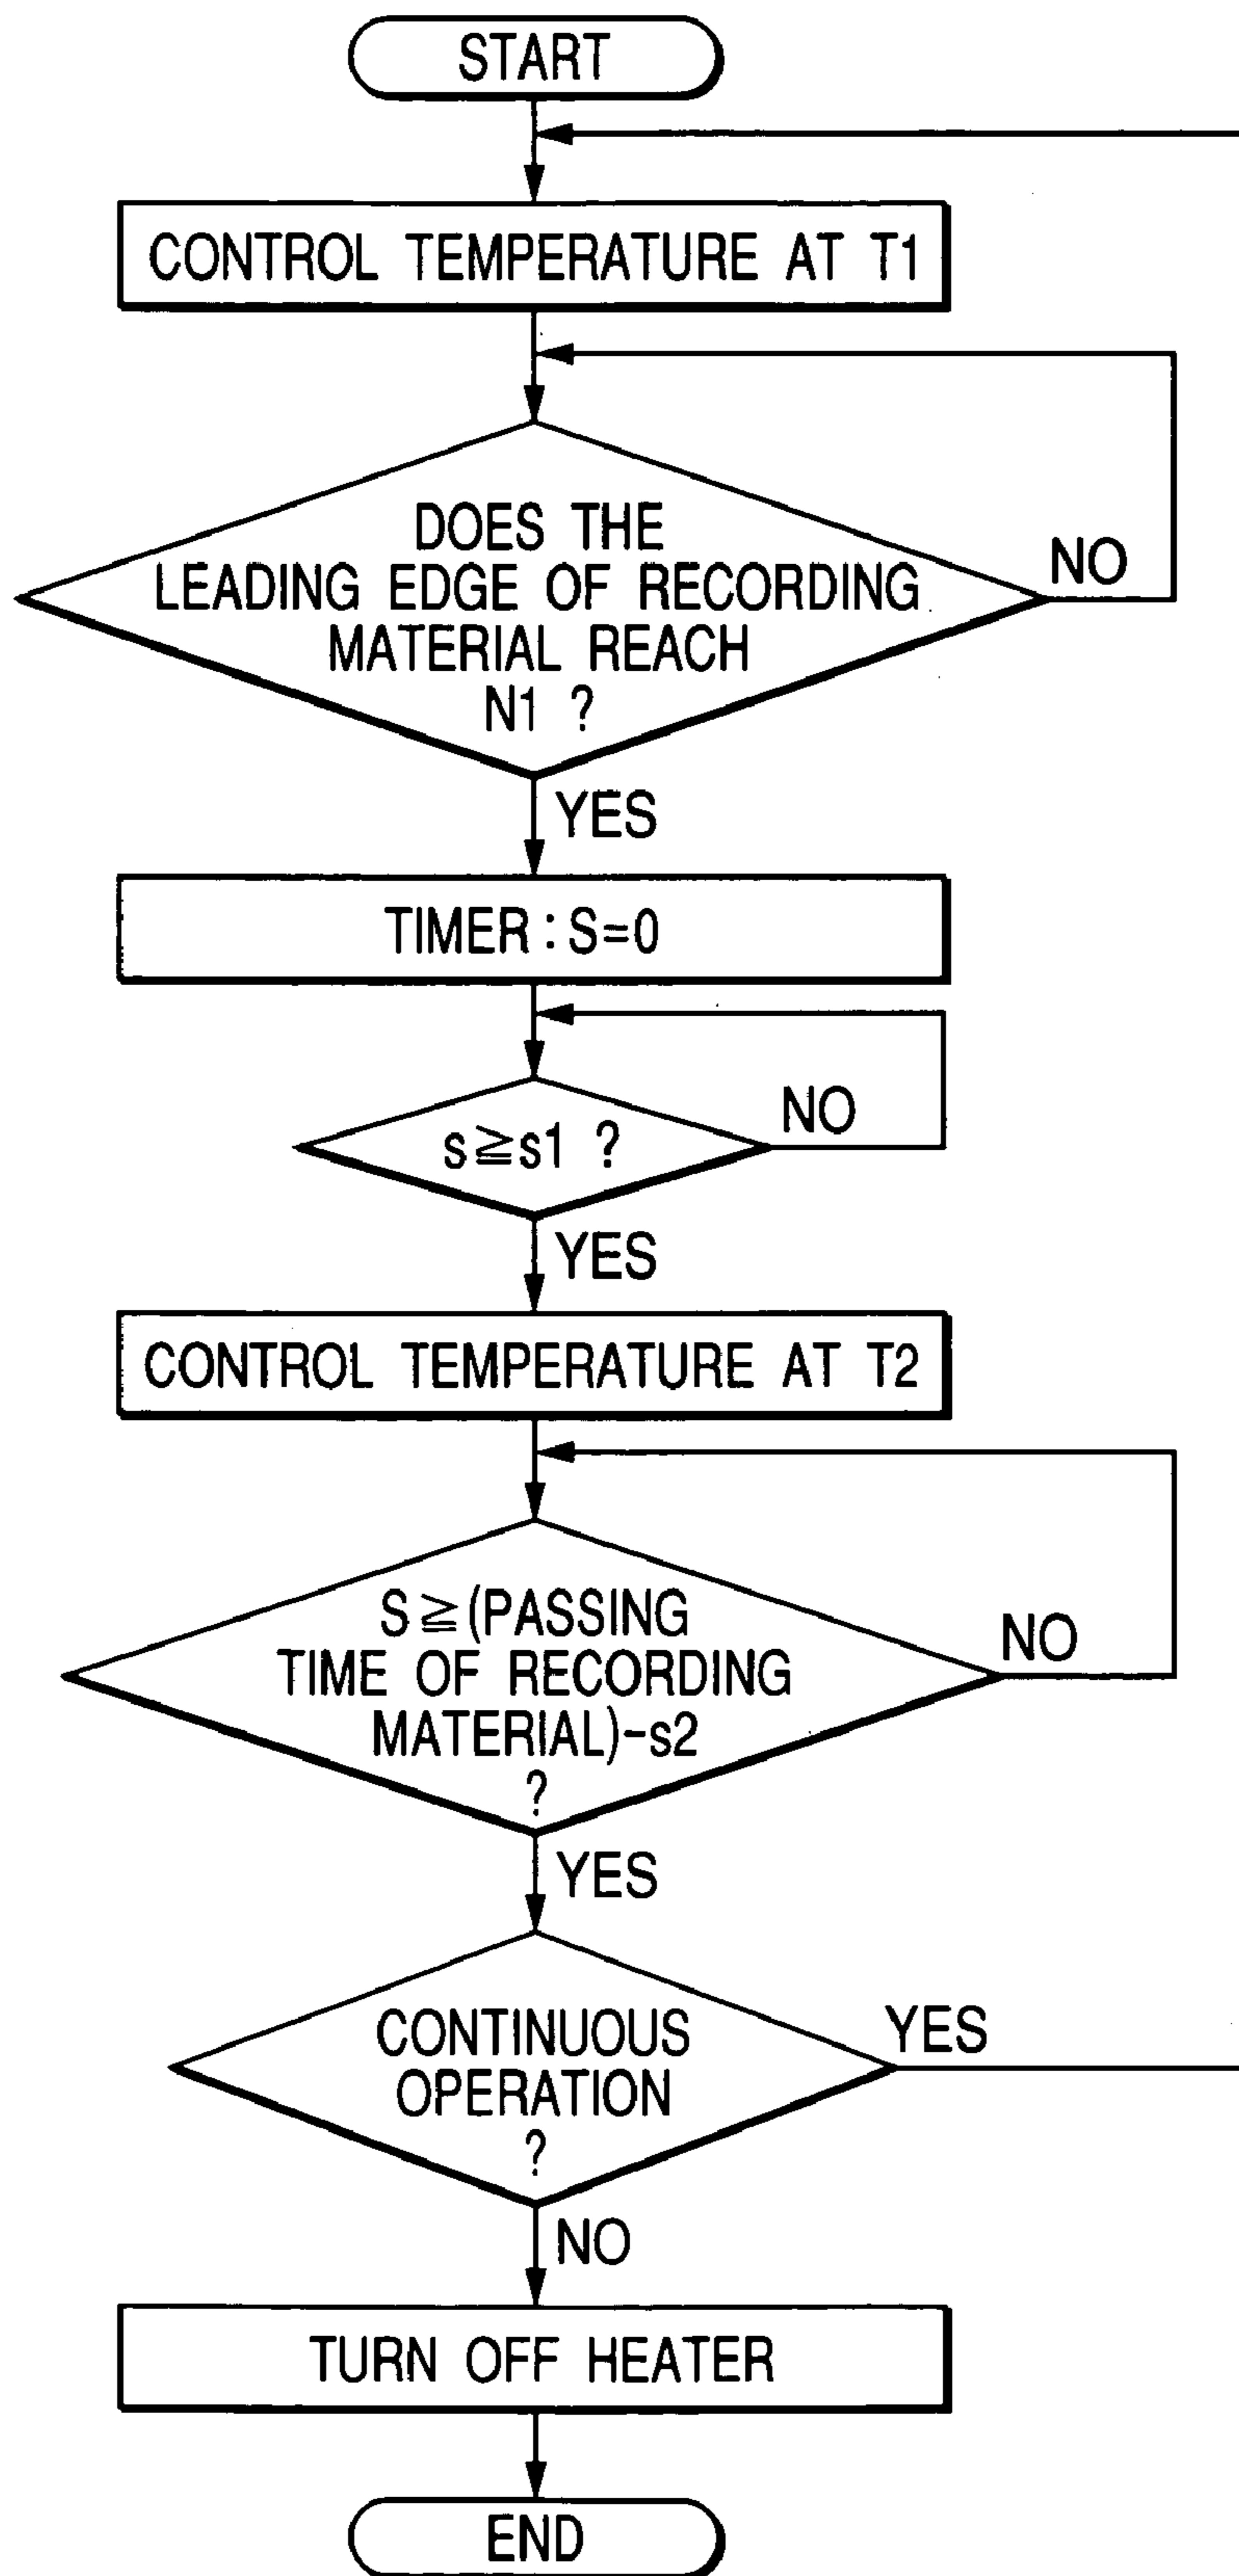 START
CONTROL TEMPERATURE AT T1
DOES THE
LEADING EDGE OF RECORDING
MATERIAL REACH
N1 ?
NO
YES
TIMER : S=0
s≧s1 ?
NO
YES
CONTROL TEMPERATURE AT T2
S≧(PASSING
TIME OF RECORDING
MATERIAL)-s2
?
NO
YES
CONTINUOUS
OPERATION
?
YES
NO
TURN OFF HEATER
END